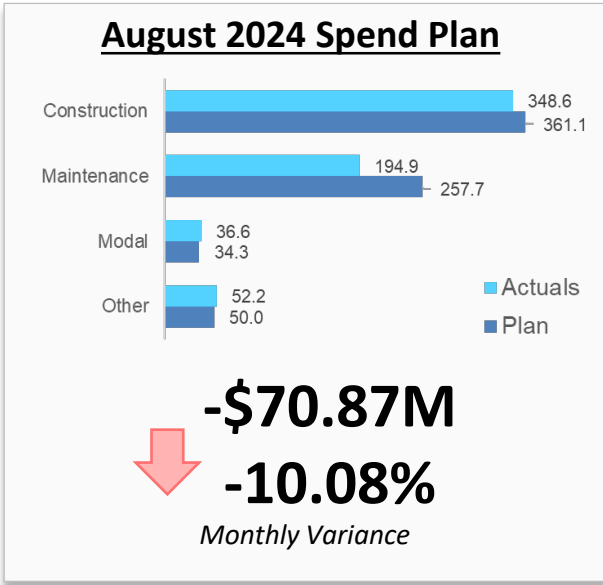 August 2024 Spend Plan
Construction
348.6
361.1
Maintenance
194.9
257.7
Modal
36.6
34.3
Other
52.2
50.0
Actuals
Plan
-$70.87M
-10.08%
Monthly Variance